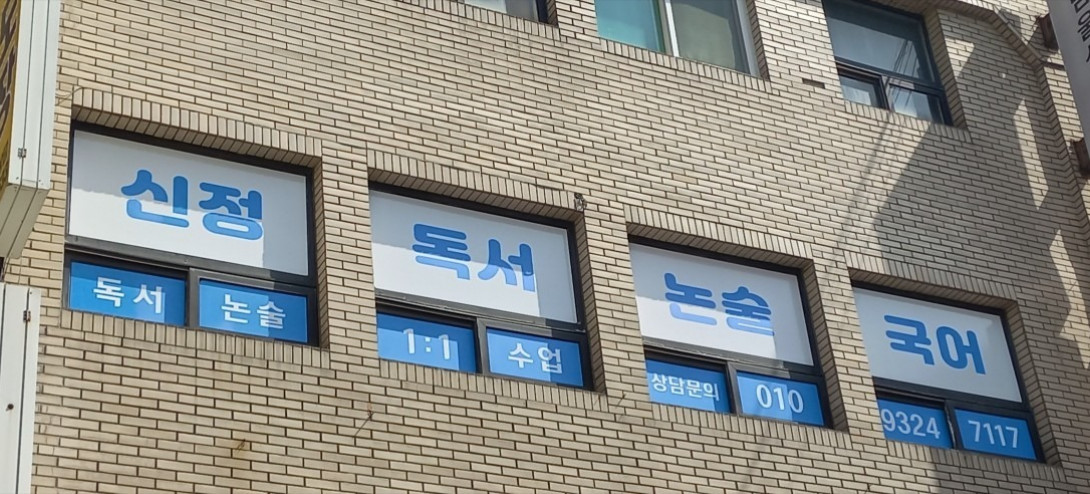 신정 독서 논술 국어
독서 논술 1:1 수업 상담문의 010 9324 7117